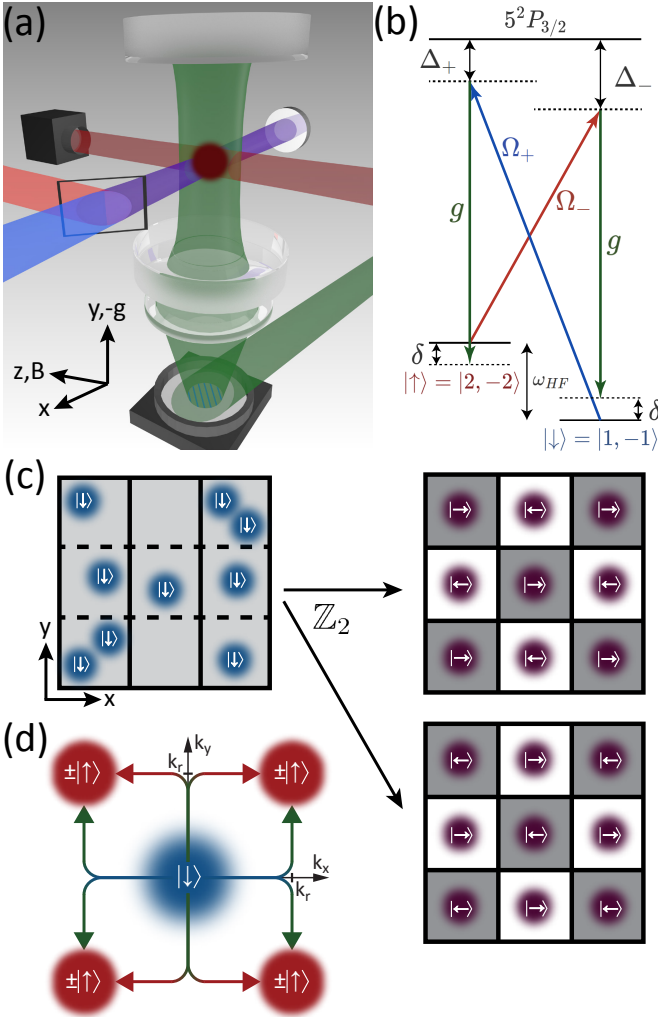 (a)
y,-g
z,B
x
(b)
5²P₃/₂
Δ₊
Δ₋
Ω₊
Ω₋
g
g
δ
ω_HF
δ
|↑⟩ = |2, −2⟩
|↓⟩ = |1, −1⟩
(c)
|↓⟩
|↓⟩
|↓⟩
|↓⟩
|↓⟩
|↓⟩
|↓⟩
|↓⟩
|↓⟩
y
x
ℤ₂
|→⟩ |←⟩ |→⟩
|←⟩ |→⟩ |←⟩
|→⟩ |←⟩ |→⟩
|←⟩ |→⟩ |←⟩
|→⟩ |←⟩ |→⟩
|←⟩ |→⟩ |←⟩
(d)
k_y
k_r
±|↑⟩ ±|↑⟩
|↓⟩
k_x
k_r
±|↑⟩ ±|↑⟩